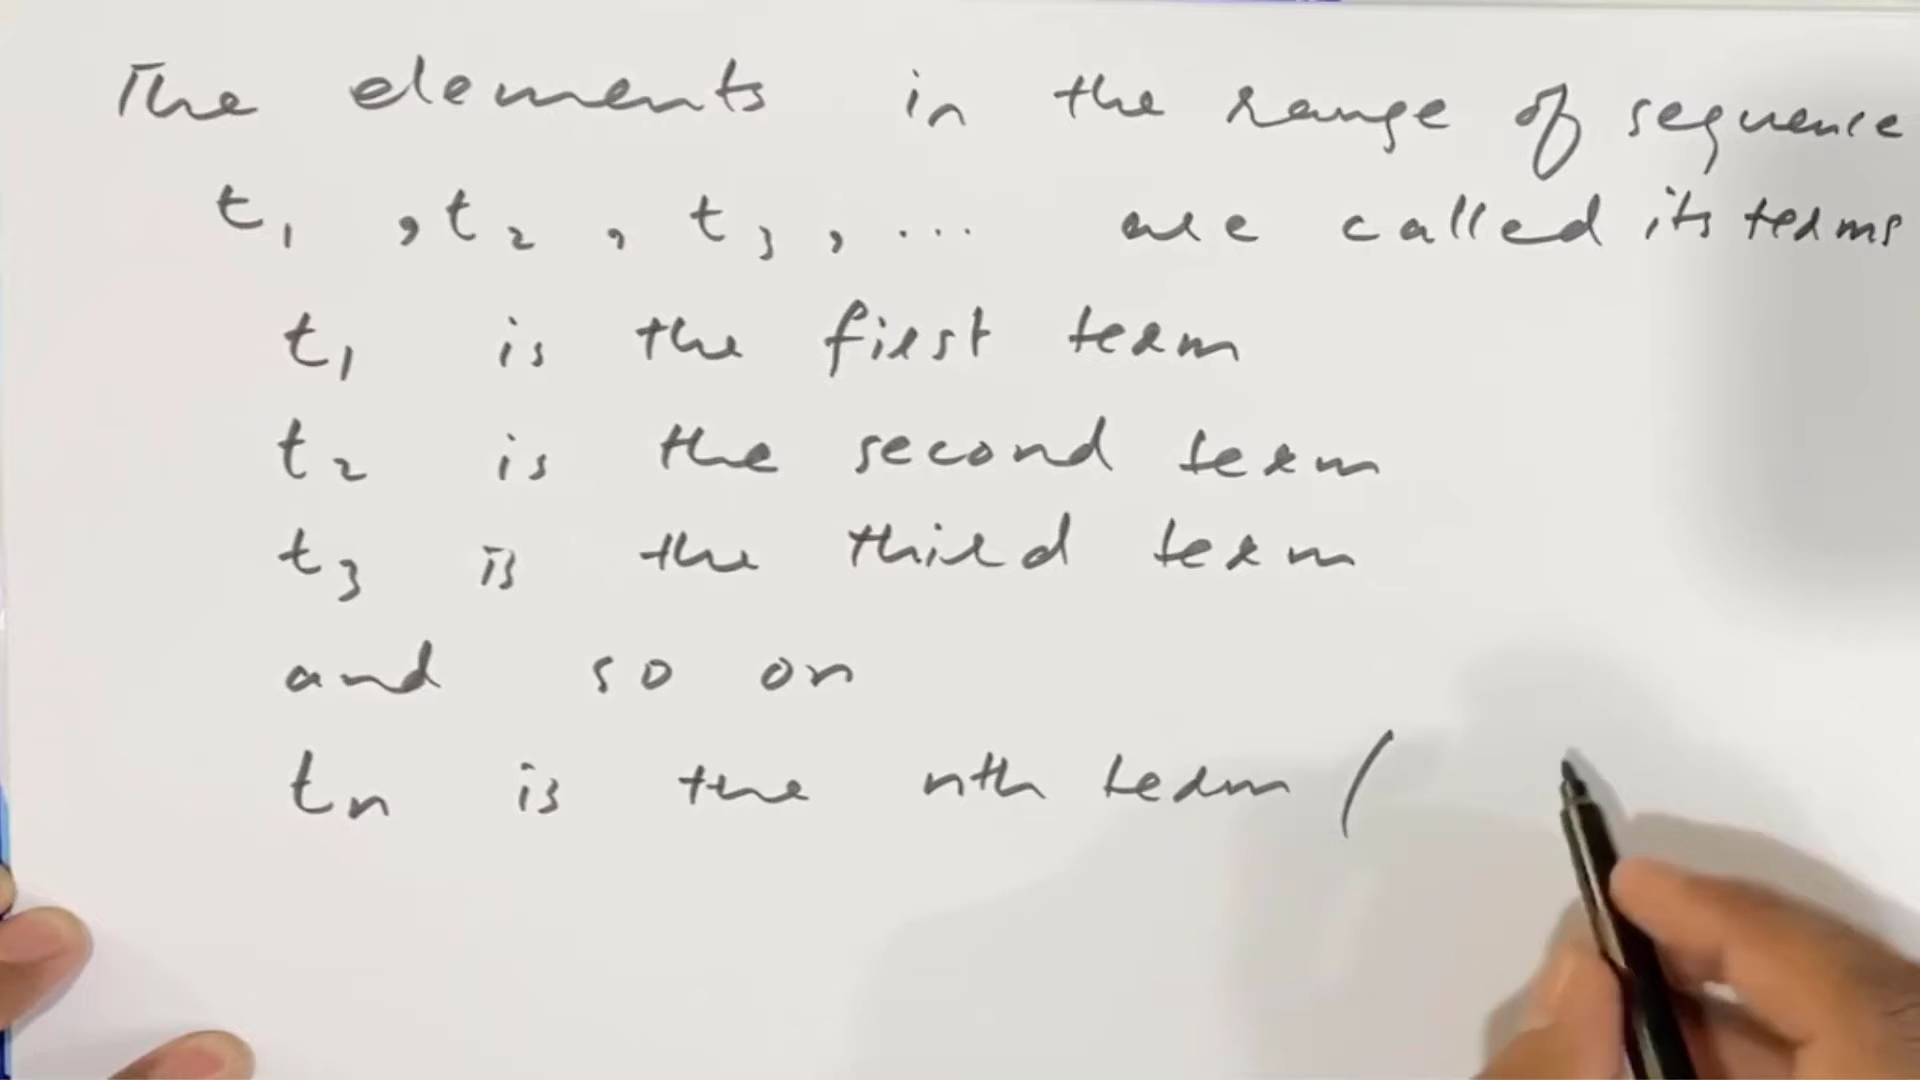 The elements in the range of sequence
t₁ , t₂ , t₃ , ... are called its terms
t₁ is the first term
t₂ is the second term
t₃ is the third term
and so on
tn is the nth term (